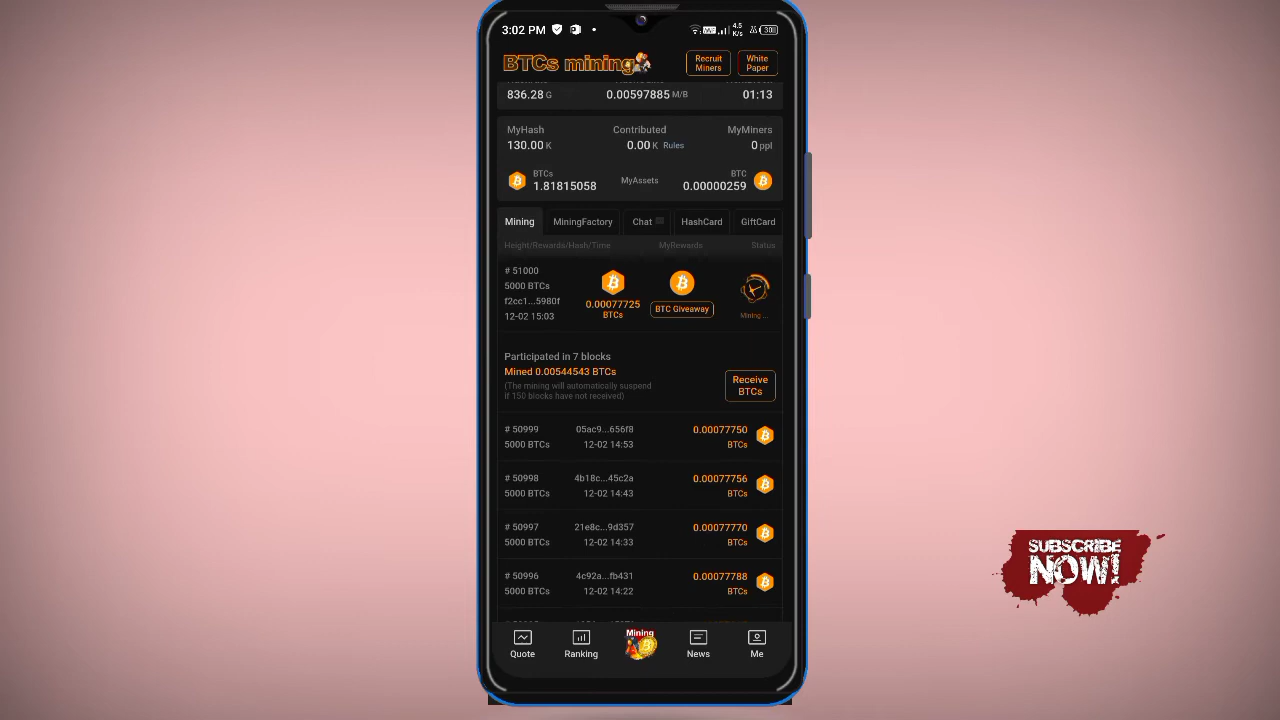 3:02 PM
4.5
K/s
30
BTCs mining
Recruit
Miners
White
Paper
836.28 G
0.00597885 M/B
01:13
MyHash
Contributed
MyMiners
130.00 K
0.00 K Rules
0 ppl
BTCs
1.81815058
MyAssets
BTC
0.00000259
Mining
MiningFactory
Chat
HashCard
GiftCard
Height/Rewards/Hash/Time
MyRewards
Status
# 51000
5000 BTCs
f2cc1...5980f
12-02 15:03
0.00077725
BTCs
BTC Giveaway
Mining ...
Participated in 7 blocks
Mined 0.00544543 BTCs
(The mining will automatically suspend
if 150 blocks have not received)
Receive
BTCs
# 50999
05ac9...656f8
0.00077750
5000 BTCs
12-02 14:53
BTCs
# 50998
4b18c...45c2a
0.00077756
5000 BTCs
12-02 14:43
BTCs
# 50997
21e8c...9d357
0.00077770
5000 BTCs
12-02 14:33
BTCs
# 50996
4c92a...fb431
0.00077788
5000 BTCs
12-02 14:22
BTCs
Quote
Ranking
Mining
News
Me
SUBSCRIBE
NOW!